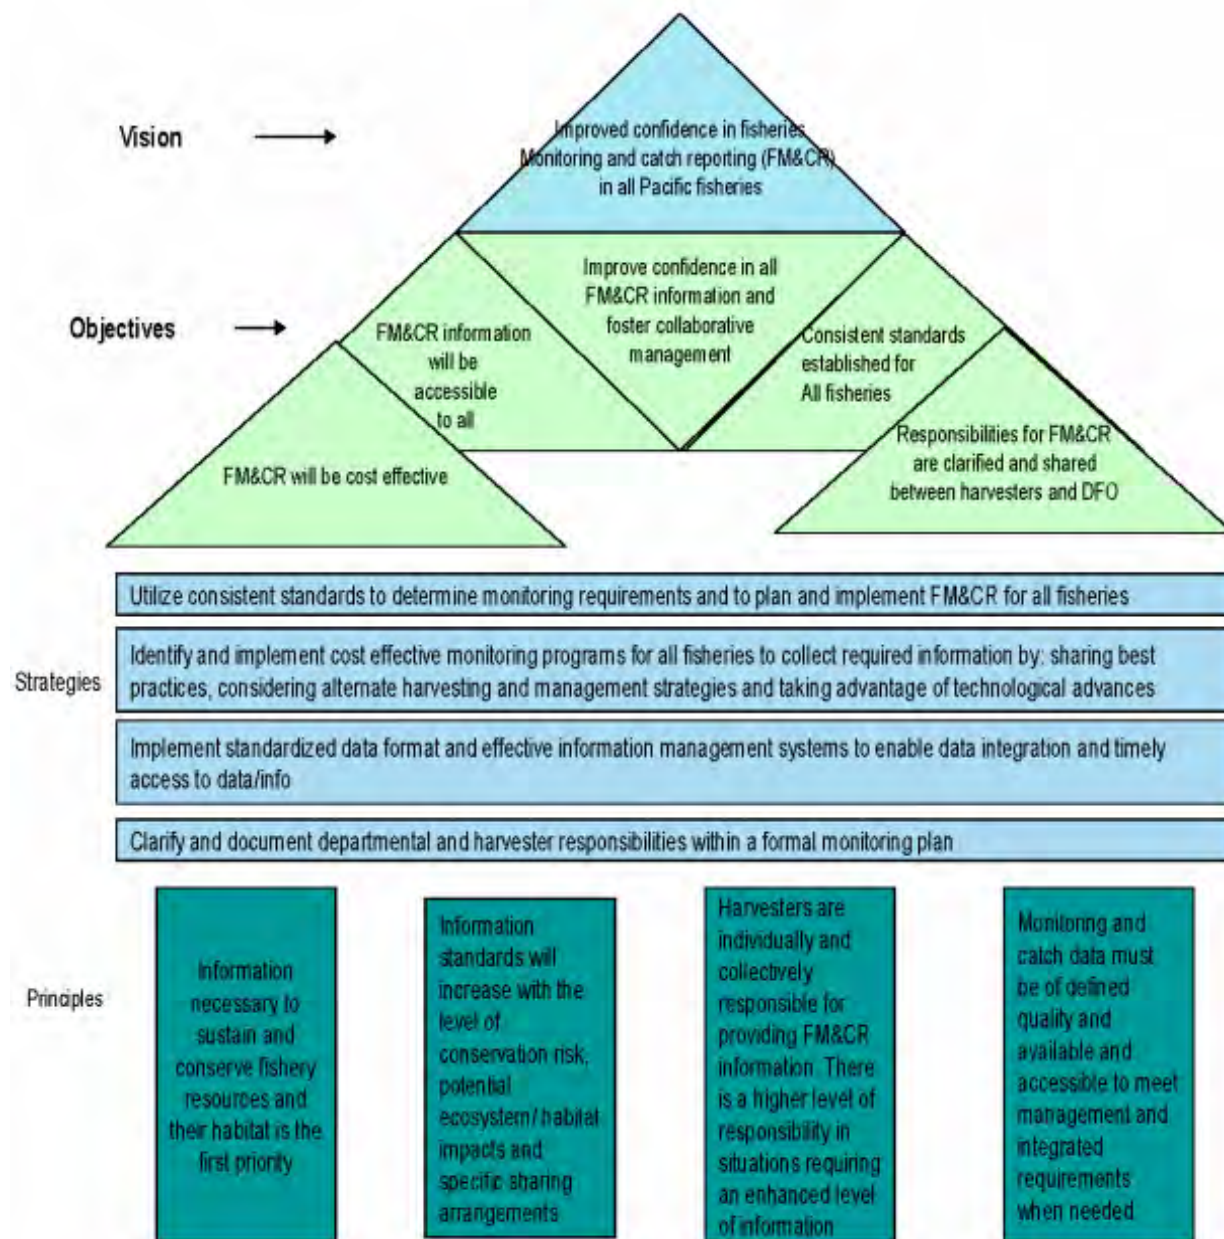 Vision
Improved confidence in fisheries
Monitoring and catch reporting (FM&CR)
in all Pacific fisheries
Objectives
FM&CR will be cost effective
FM&CR information
will be
accessible
to all
Improve confidence in all
FM&CR information and
foster collaborative
management
Consistent standards
established for
All fisheries
Responsibilities for FM&CR
are clarified and shared
between harvesters and DFO
Strategies
Utilize consistent standards to determine monitoring requirements and to plan and implement FM&CR for all fisheries
Identify and implement cost effective monitoring programs for all fisheries to collect required information by: sharing best
practices, considering alternate harvesting and management strategies and taking advantage of technological advances
Implement standardized data format and effective information management systems to enable data integration and timely
access to data/info
Clarify and document departmental and harvester responsibilities within a formal monitoring plan
Principles
Information
necessary to
sustain and
conserve fishery
resources and
their habitat is the
first priority
Information
standards will
increase with the
level of
conservation risk,
potential
ecosystem/ habitat
impacts and
specific sharing
arrangements
Harvesters are
individually and
collectively
responsible for
providing FM&CR
information. There
is a higher level of
responsibility in
situations requiring
an enhanced level
of information
Monitoring and
catch data must
be of defined
quality and
available and
accessible to meet
management and
integrated
requirements
when needed.